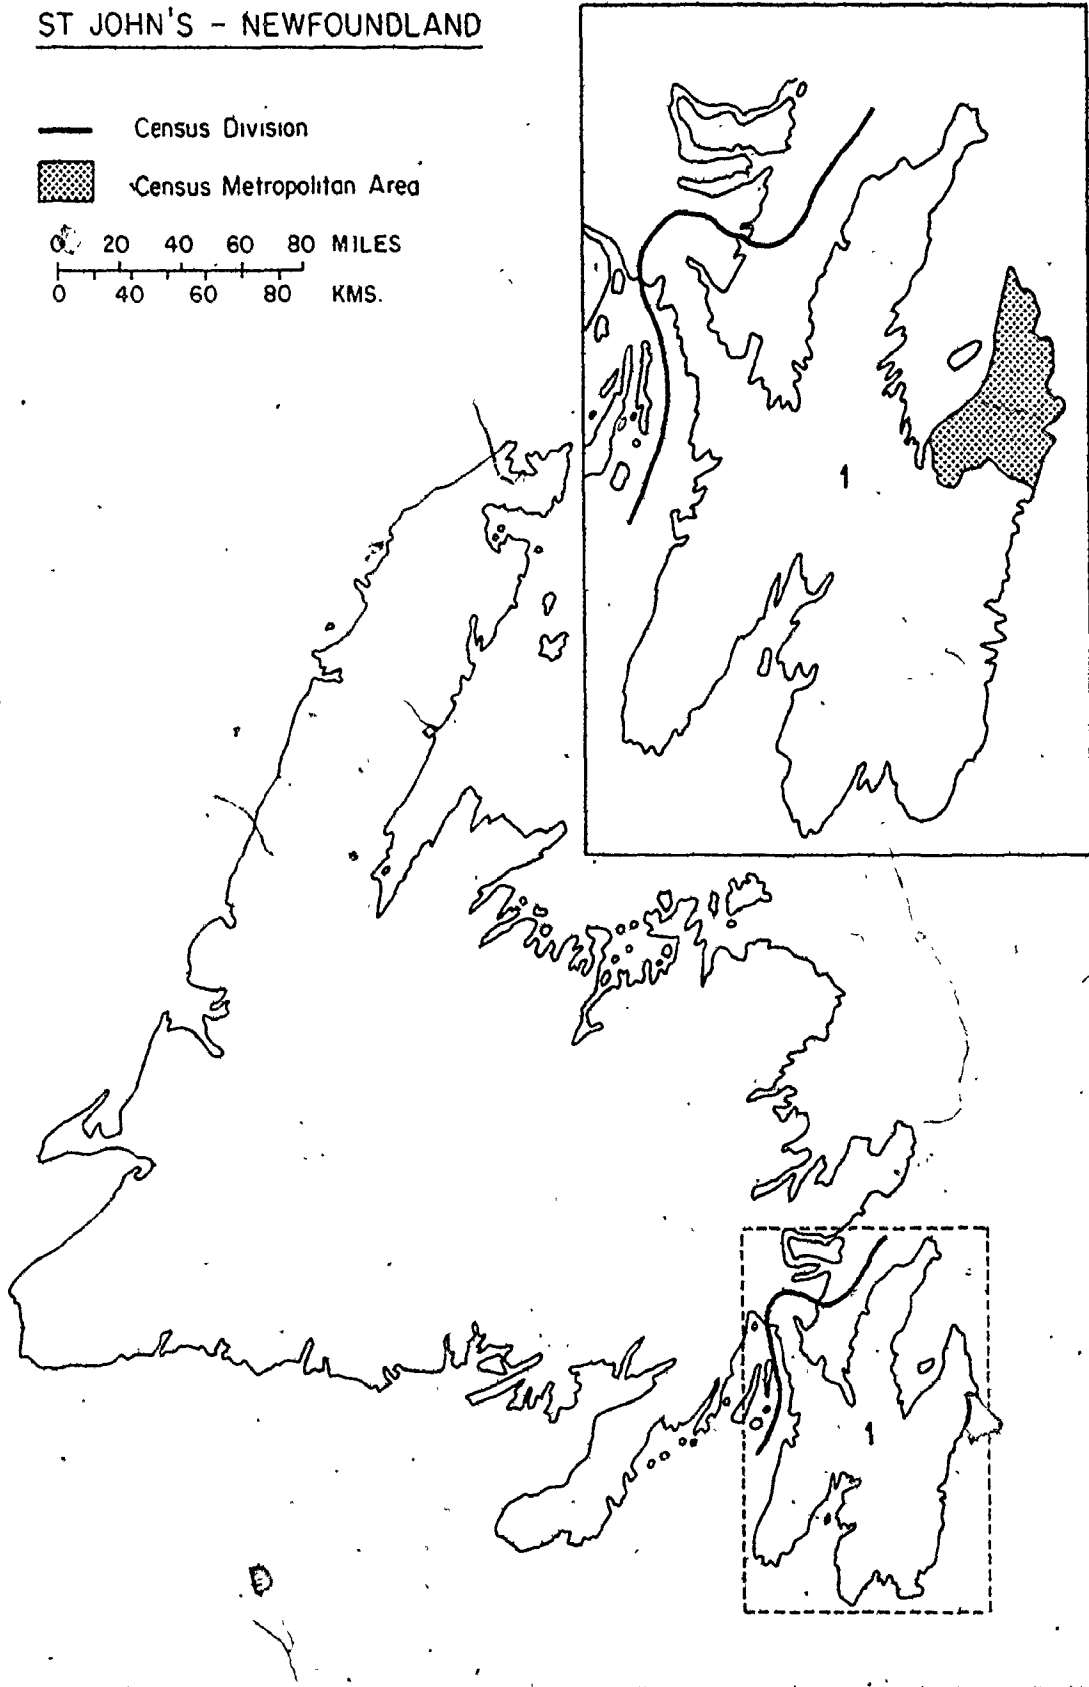 ST JOHN'S - NEWFOUNDLAND
Census Division
Census Metropolitan Area
0 20 40 60 80 MILES
0 40 60 80 KMS.
1
1